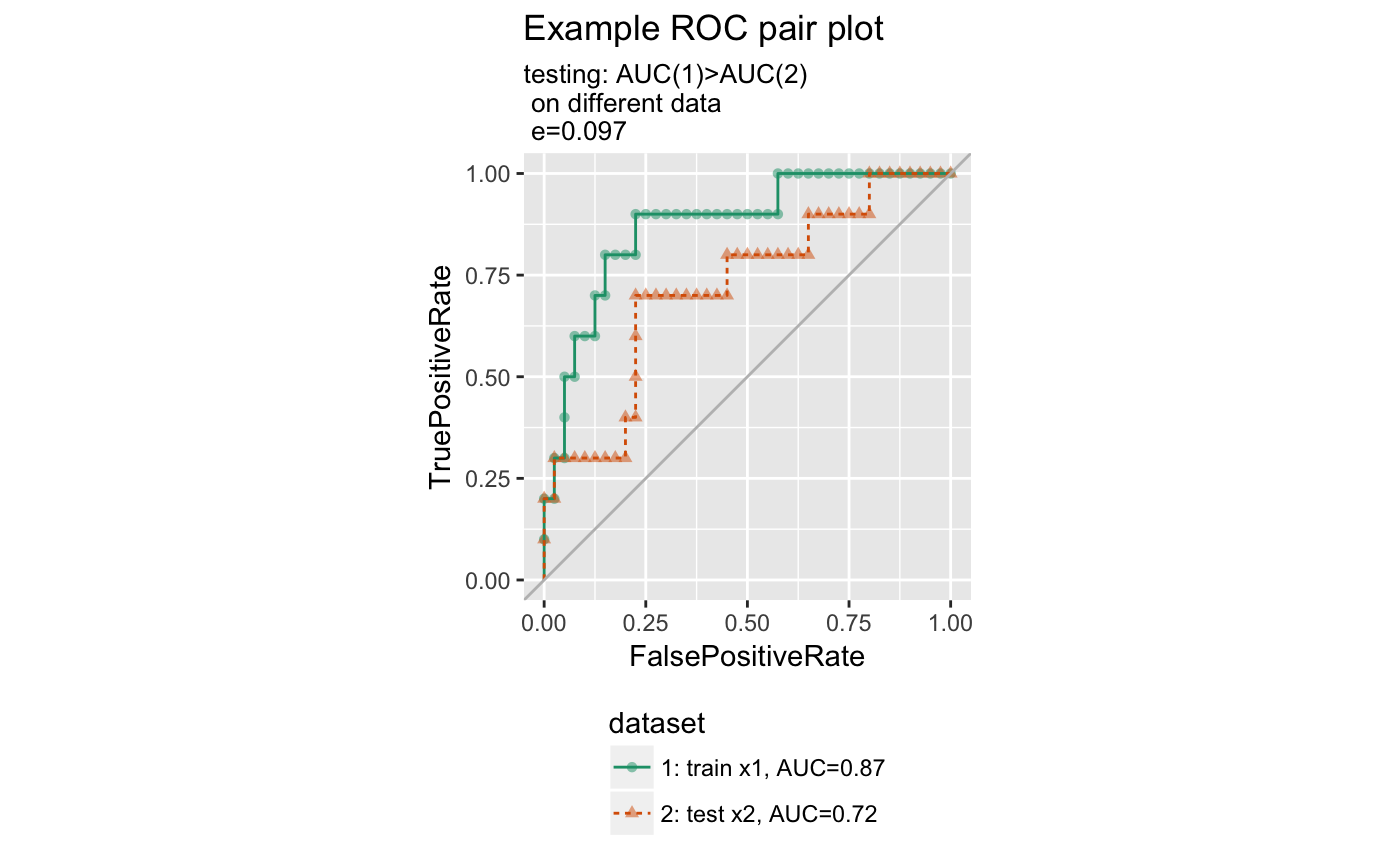 Example ROC pair plot
testing: AUC(1)>AUC(2)
on different data
e=0.097
1.00
0.75
0.50
0.25
0.00
TruePositiveRate
0.00 0.25 0.50 0.75 1.00
FalsePositiveRate
dataset
1: train x1, AUC=0.87
2: test x2, AUC=0.72